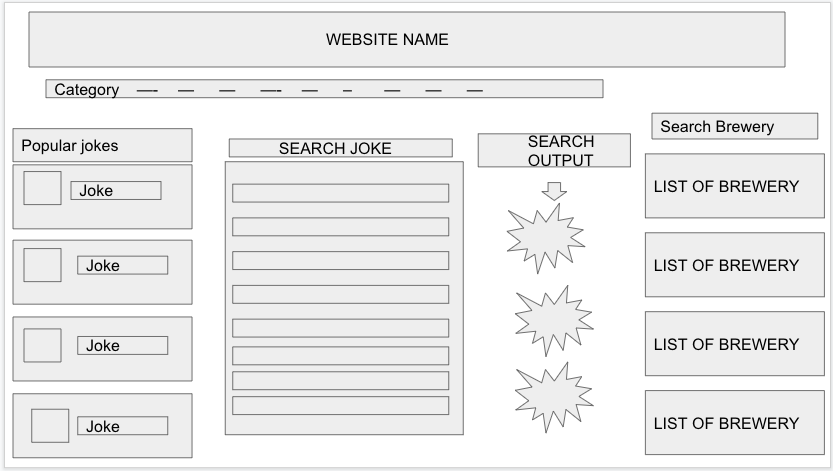 WEBSITE NAME
Category
Popular jokes
Joke
Joke
Joke
Joke
SEARCH JOKE
SEARCH
OUTPUT
Search Brewery
LIST OF BREWERY
LIST OF BREWERY
LIST OF BREWERY
LIST OF BREWERY